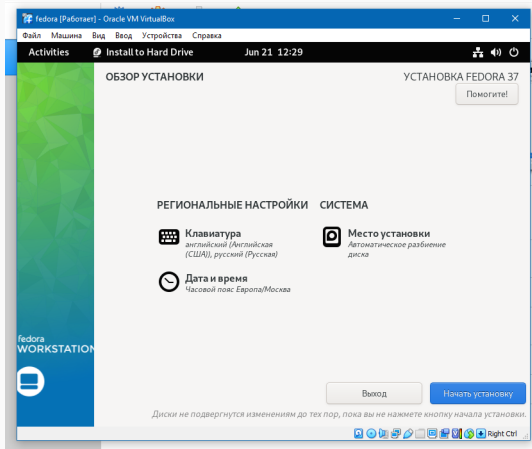 fedora [Работает] - Oracle VM VirtualBox
Файл Машина Вид Ввод Устройства Справка
Activities Install to Hard Drive Jun 21 12:29
ОБЗОР УСТАНОВКИ
УСТАНОВКА FEDORA 37
Помогите!
РЕГИОНАЛЬНЫЕ НАСТРОЙКИ
Клавиатура
английский (Английская
(США)), русский (Русская)
Дата и время
Часовой пояс Европа/Москва
СИСТЕМА
Место установки
Автоматическое разбиение
диска
fedora
WORKSTATION
Выход
Начать установку
Диски не подвергнутся изменениям до тех пор, пока вы не нажмете кнопку начала установки.
Right Ctrl